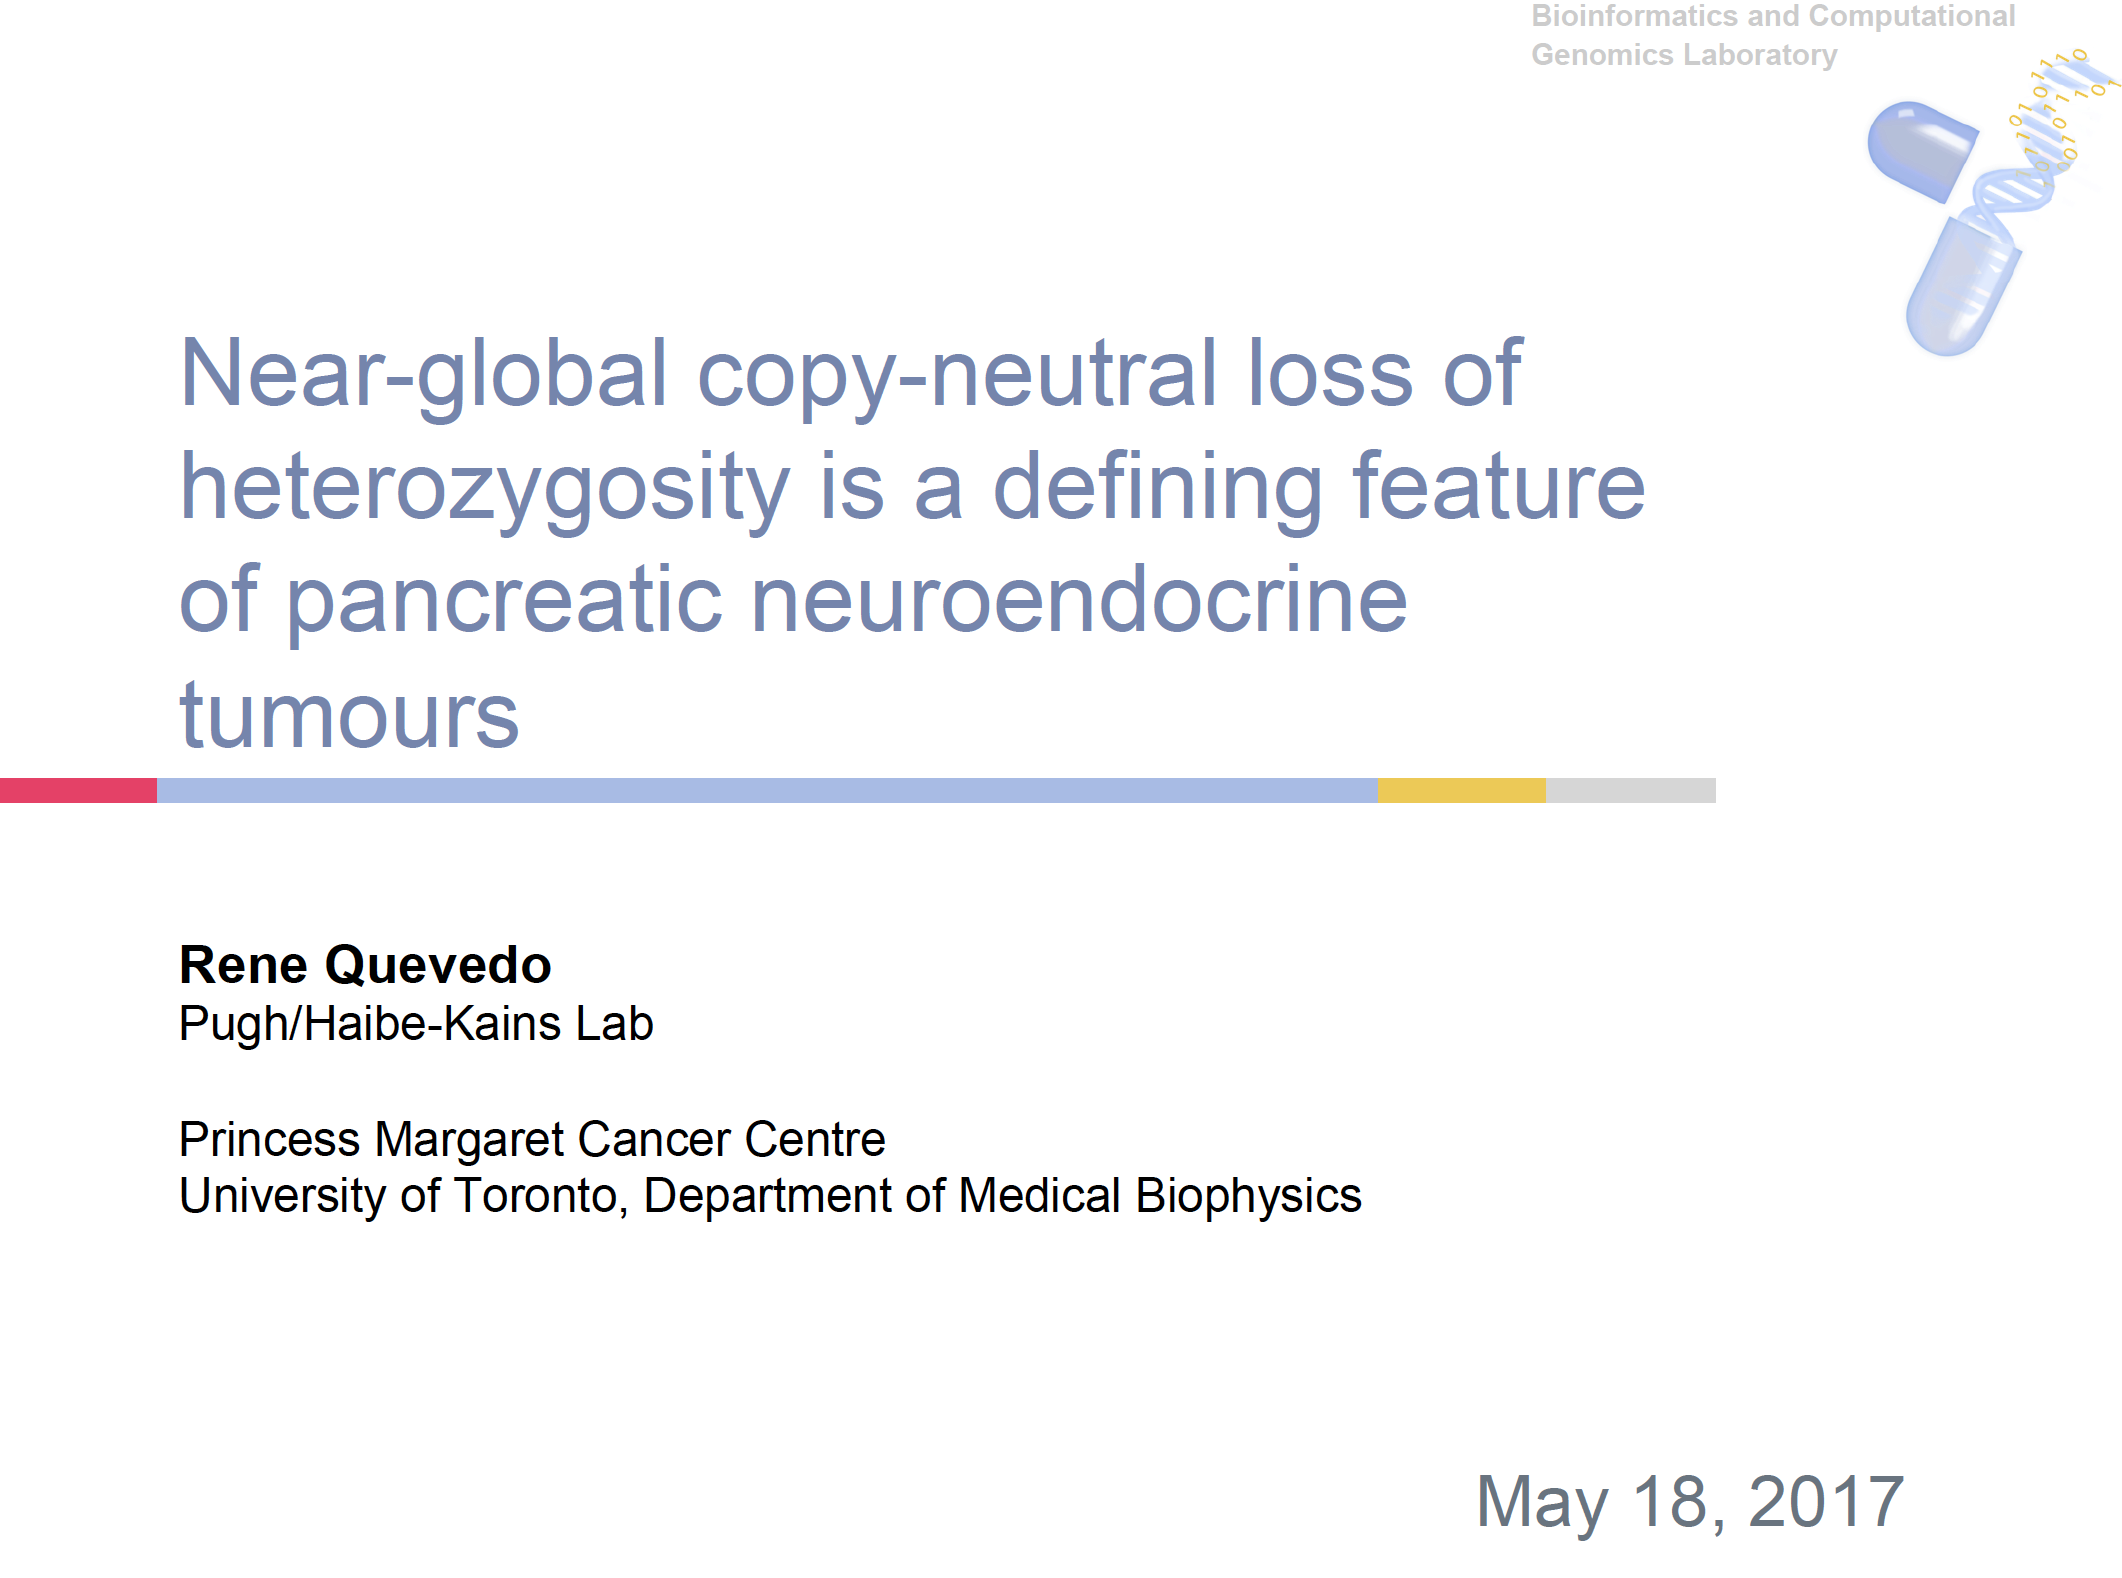 Bioinformatics and Computational
Genomics Laboratory
Near-global copy-neutral loss of
heterozygosity is a defining feature
of pancreatic neuroendocrine
tumours
Rene Quevedo
Pugh/Haibe-Kains Lab
Princess Margaret Cancer Centre
University of Toronto, Department of Medical Biophysics
May 18, 2017